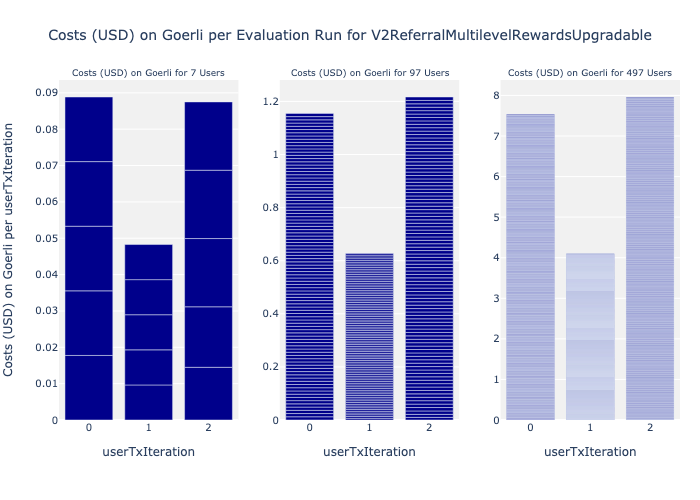 Costs (USD) on Goerli per Evaluation Run for V2ReferralMultilevelRewardsUpgradable
Costs (USD) on Goerli for 7 Users
Costs (USD) on Goerli for 97 Users
Costs (USD) on Goerli for 497 Users
Costs (USD) on Goerli per userTxIteration
0.09
0.08
0.07
0.06
0.05
0.04
0.03
0.02
0.01
0
0 1 2
userTxIteration
1.2
1
0.8
0.6
0.4
0.2
0
0 1 2
userTxIteration
8
7
6
5
4
3
2
1
0
0 1 2
userTxIteration